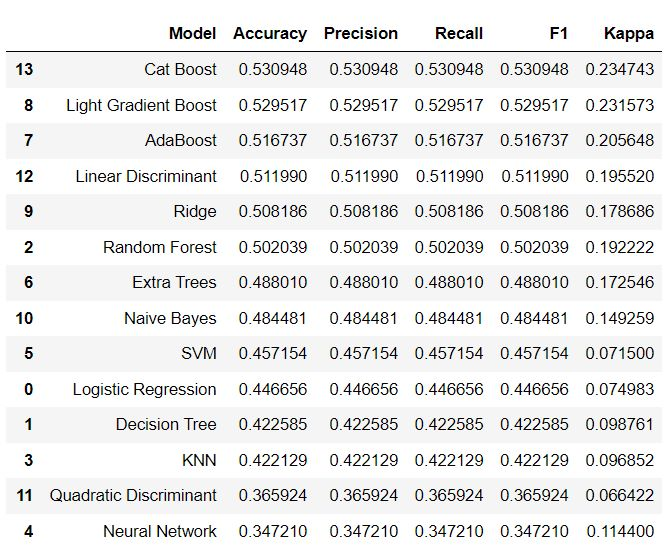 Model Accuracy Precision Recall F1 Kappa
13 Cat Boost 0.530948 0.530948 0.530948 0.530948 0.234743
8 Light Gradient Boost 0.529517 0.529517 0.529517 0.529517 0.231573
7 AdaBoost 0.516737 0.516737 0.516737 0.516737 0.205648
12 Linear Discriminant 0.511990 0.511990 0.511990 0.511990 0.195520
9 Ridge 0.508186 0.508186 0.508186 0.508186 0.178686
2 Random Forest 0.502039 0.502039 0.502039 0.502039 0.192222
6 Extra Trees 0.488010 0.488010 0.488010 0.488010 0.172546
10 Naive Bayes 0.484481 0.484481 0.484481 0.484481 0.149259
5 SVM 0.457154 0.457154 0.457154 0.457154 0.071500
0 Logistic Regression 0.446656 0.446656 0.446656 0.446656 0.074983
1 Decision Tree 0.422585 0.422585 0.422585 0.422585 0.098761
3 KNN 0.422129 0.422129 0.422129 0.422129 0.096852
11 Quadratic Discriminant 0.365924 0.365924 0.365924 0.365924 0.066422
4 Neural Network 0.347210 0.347210 0.347210 0.347210 0.114400